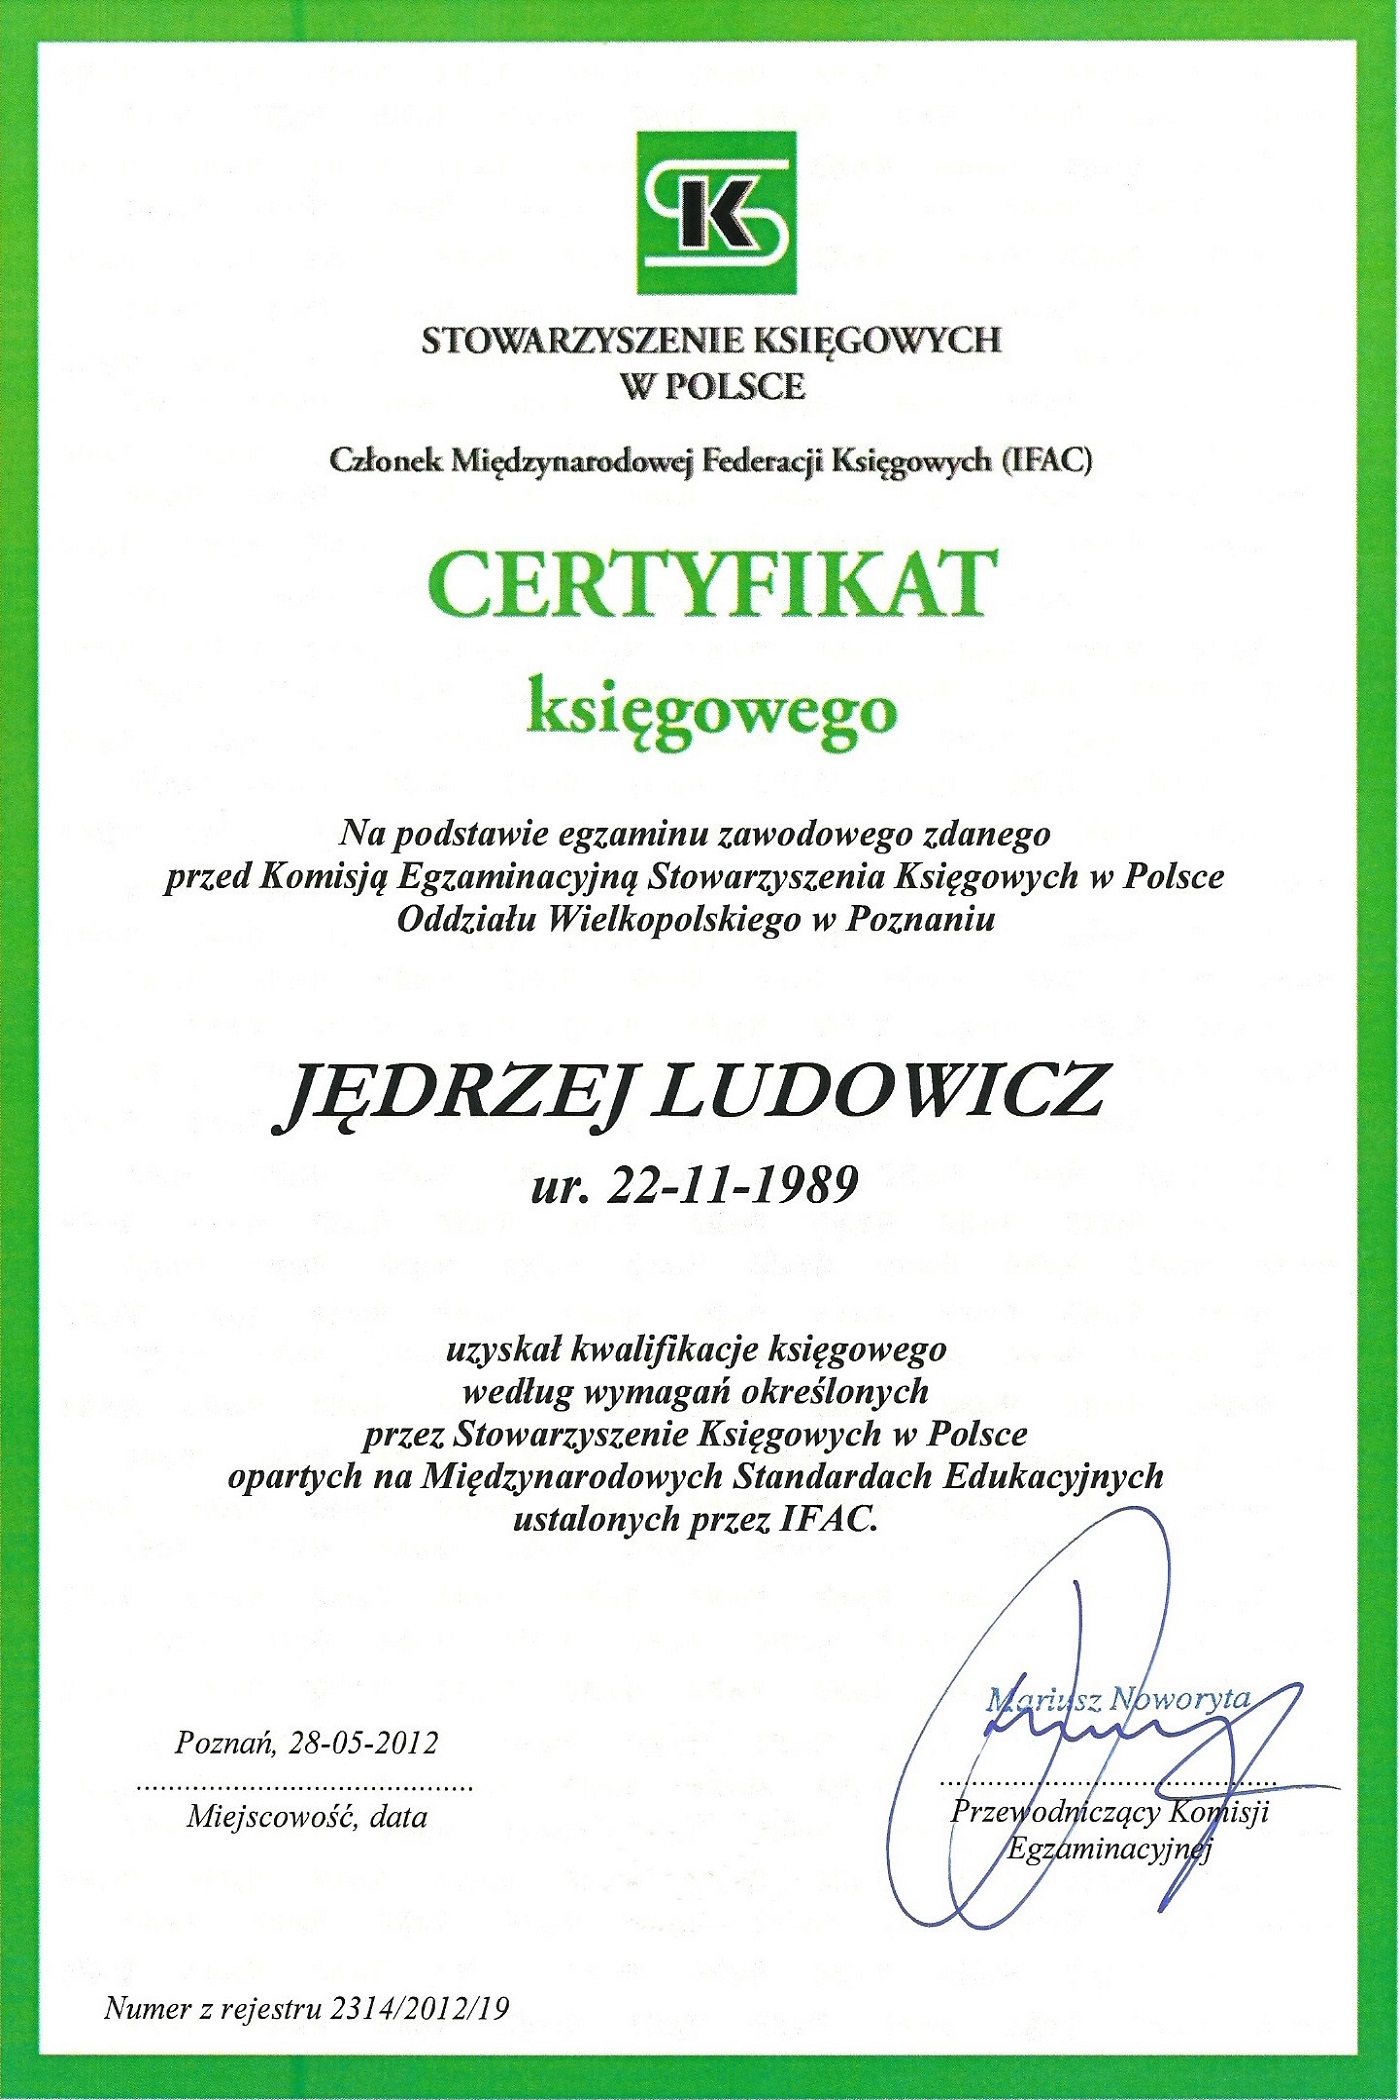 SKS
STOWARZYSZENIE KSIĘGOWYCH
W POLSCE
Członek Międzynarodowej Federacji Księgowych (IFAC)
CERTYFIKAT
księgowego
Na podstawie egzaminu zawodowego zdanego
przed Komisją Egzaminacyjną Stowarzyszenia Księgowych w Polsce
Oddziału Wielkopolskiego w Poznaniu
JĘDRZEJ LUDOWICZ
ur. 22-11-1989
uzyskał kwalifikacje księgowego
według wymagań określonych
przez Stowarzyszenie Księgowych w Polsce
opartych na Międzynarodowych Standardach Edukacyjnych
ustalonych przez IFAC.
Mariusz Noworyta
Poznań, 28-05-2012
Miejscowość, data
Przewodniczący Komisji
Egzaminacyjnej
Numer z rejestru 2314/2012/19